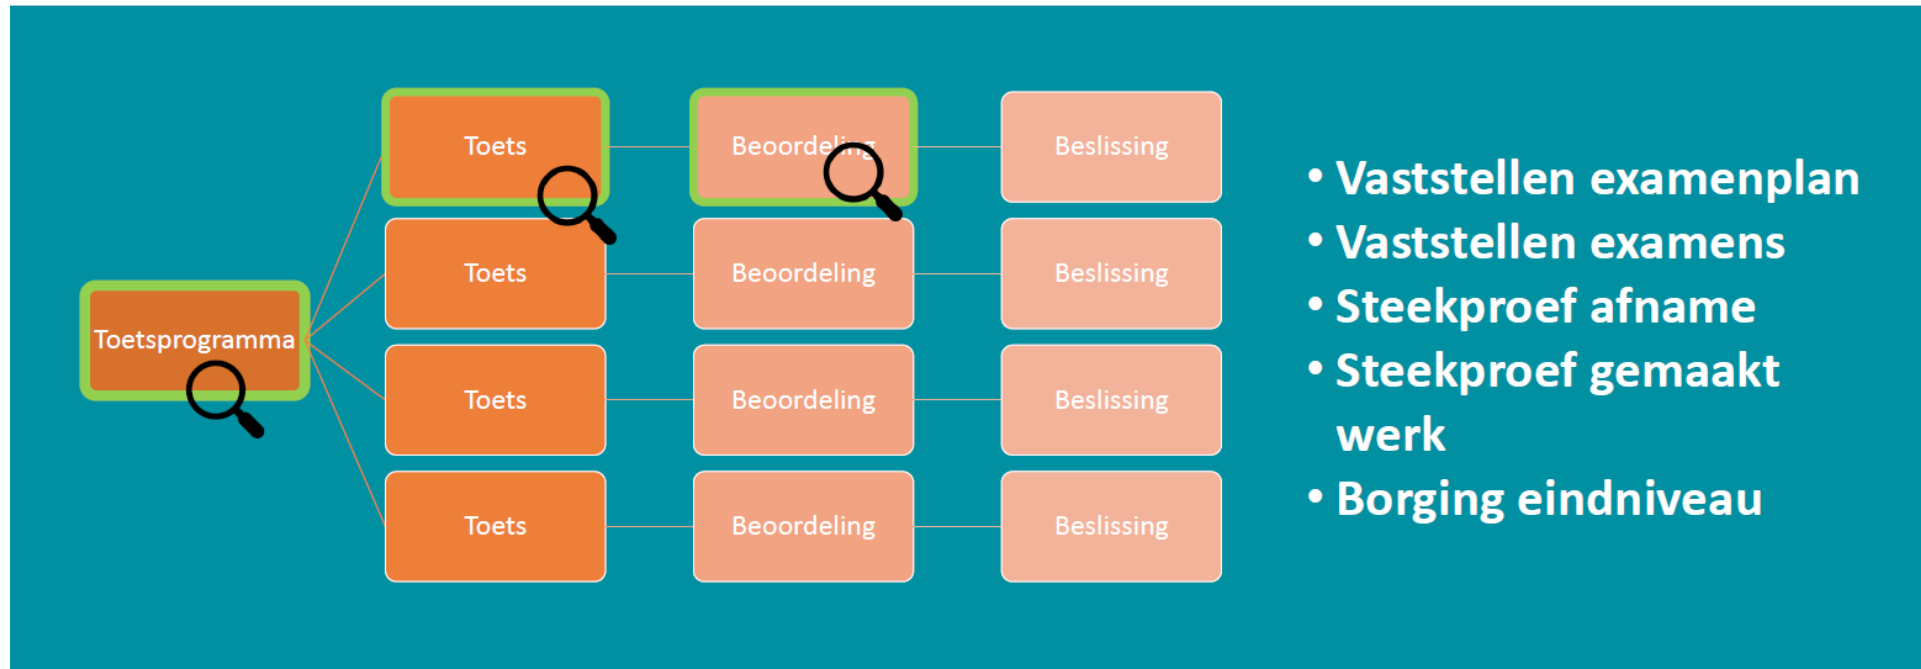 Toetsprogramma
Toets
Beoordeling
Beslissing
Toets
Beoordeling
Beslissing
Toets
Beoordeling
Beslissing
Toets
Beoordeling
Beslissing
• Vaststellen examenplan
• Vaststellen examens
• Steekproef afname
• Steekproef gemaakt
werk
• Borging eindniveau